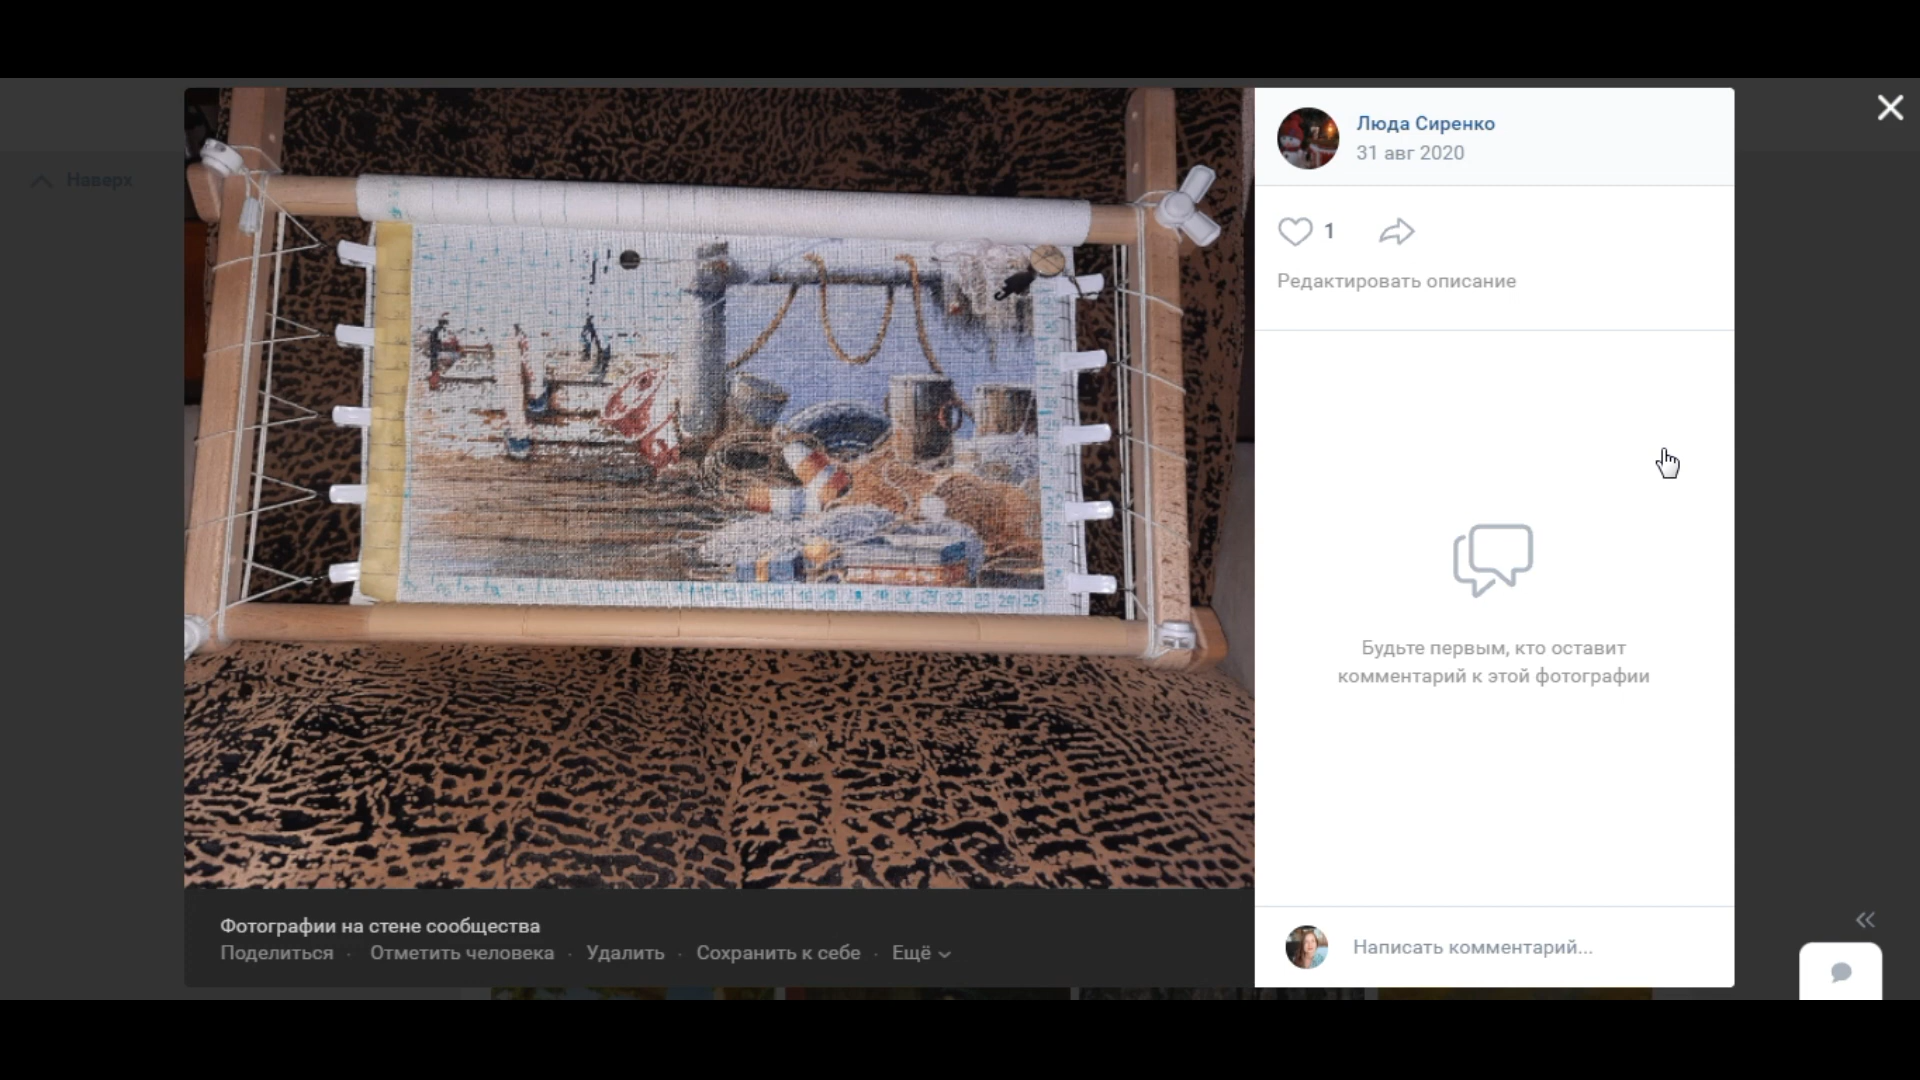 Наверх
Люда Сиренко
31 авг 2020
1
Редактировать описание
Будьте первым, кто оставит
комментарий к этой фотографии
Фотографии на стене сообщества
Поделиться · Отметить человека · Удалить · Сохранить к себе · Ещё
Написать комментарий...